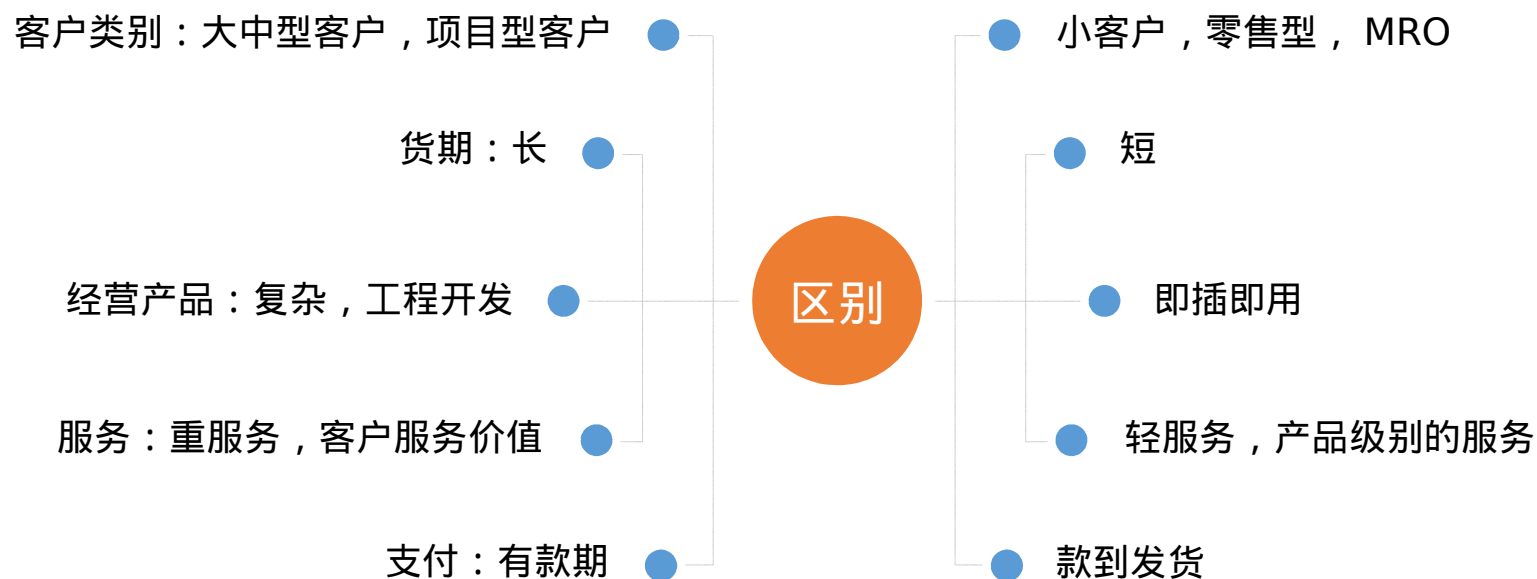 客户类别：大中型客户，项目型客户
小客户，零售型，MRO
货期：长
短
区别
经营产品：复杂，工程开发
即插即用
服务：重服务，客户服务价值
轻服务，产品级别的服务
支付：有款期
款到发货